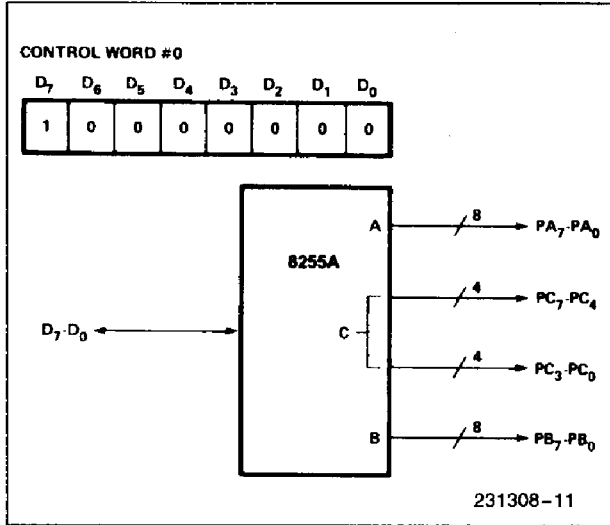 CONTROL WORD #0
D7 D6 D5 D4 D3 D2 D1 D0
1 0 0 0 0 0 0 0
A 8 PA7-PA0
8255A
4 PC7-PC4
D7-D0 C
4 PC3-PC0
B 8 PB7-PB0
231308-11